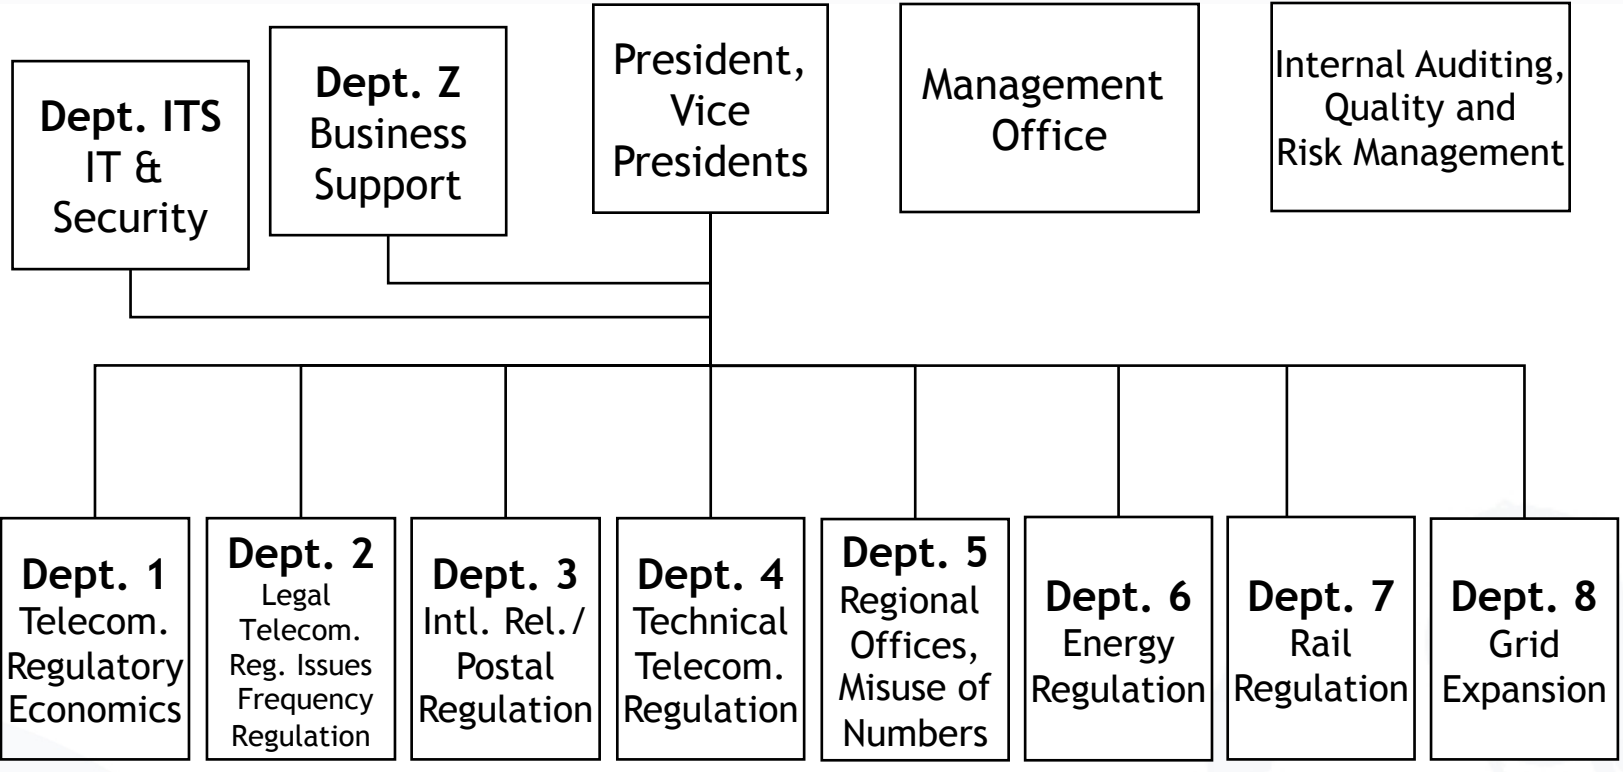 Dept. ITS
IT &
Security
Dept. Z
Business
Support
President,
Vice
Presidents
Management
Office
Internal Auditing,
Quality and
Risk Management
Dept. 1
Telecom.
Regulatory
Economics
Dept. 2
Legal
Telecom.
Reg. Issues
Frequency
Regulation
Dept. 3
Intl. Rel./
Postal
Regulation
Dept. 4
Technical
Telecom.
Regulation
Dept. 5
Regional
Offices,
Misuse of
Numbers
Dept. 6
Energy
Regulation
Dept. 7
Rail
Regulation
Dept. 8
Grid
Expansion